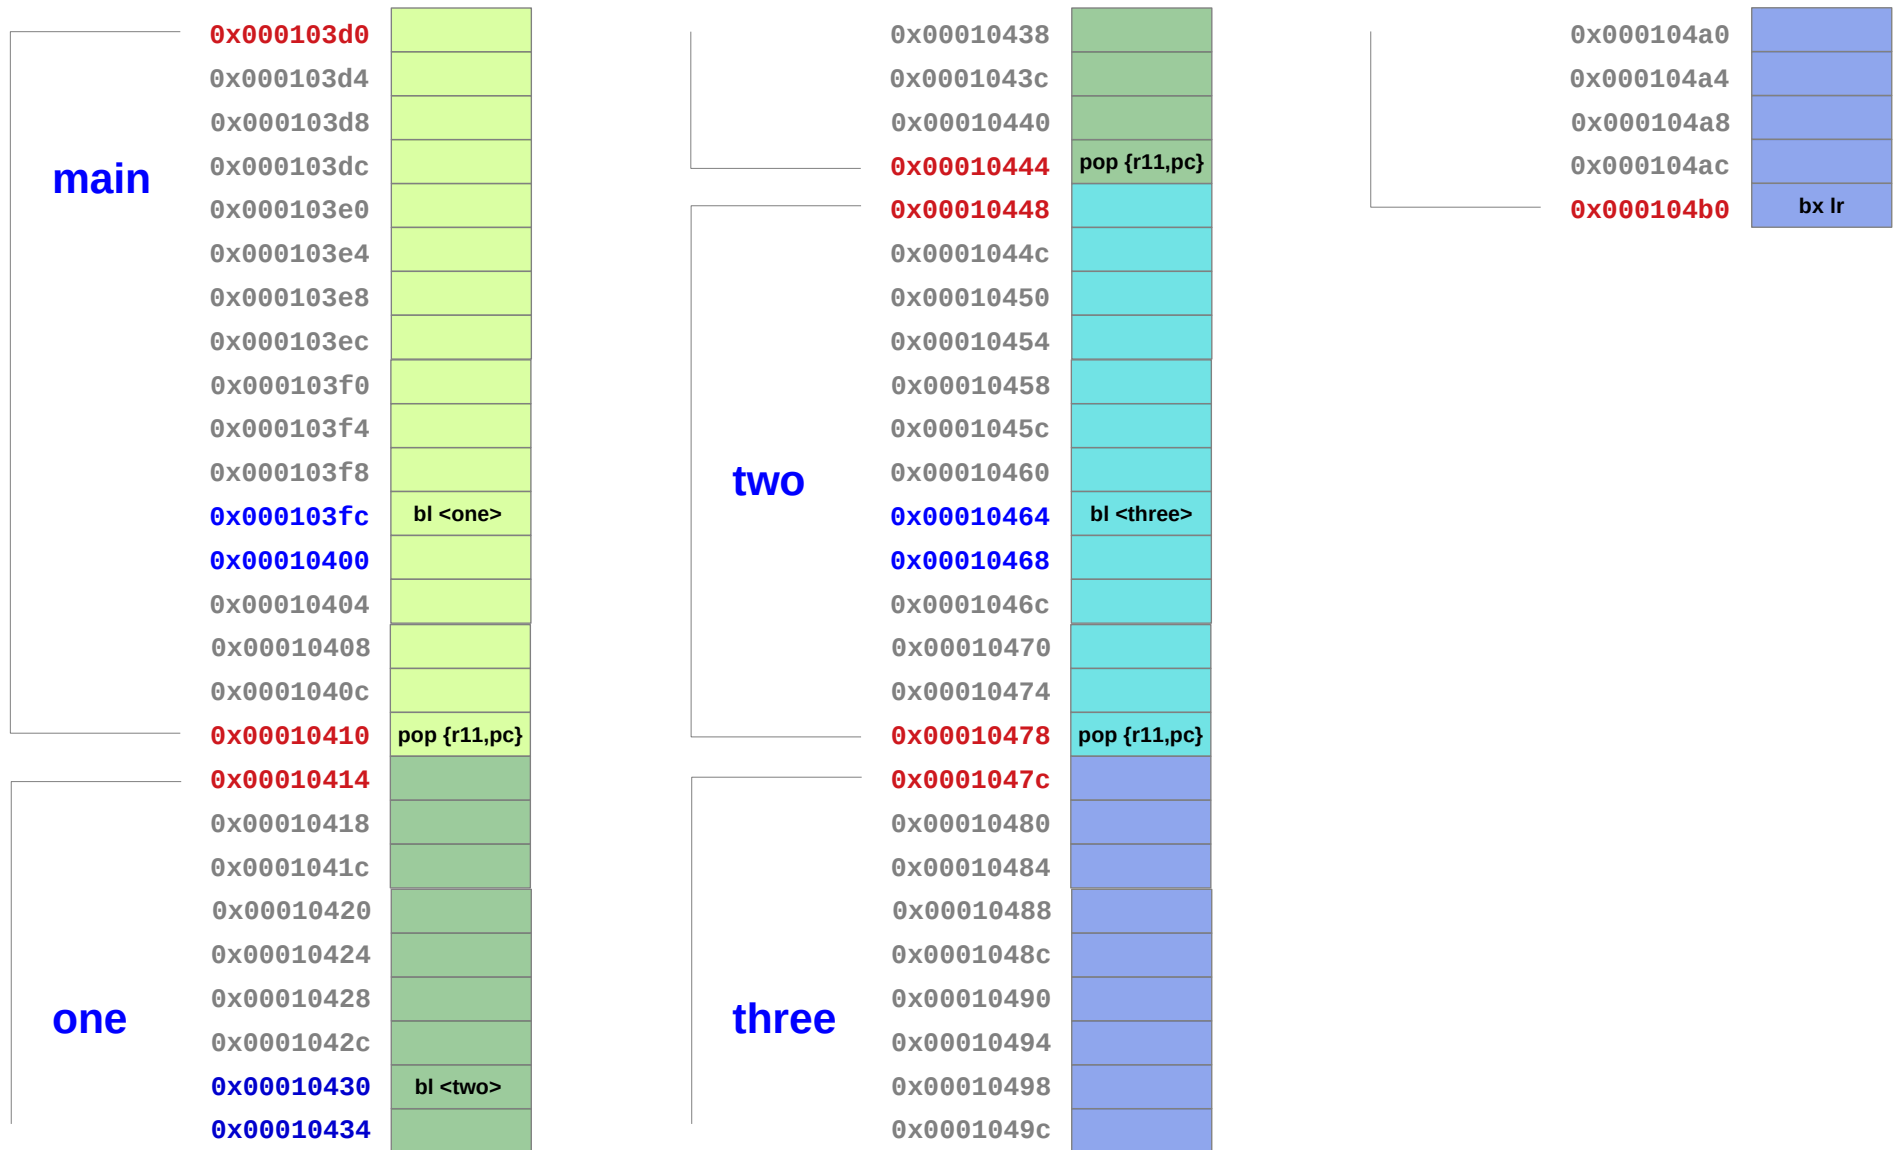 0x000103d0
0x000103d4
0x000103d8
0x000103dc
main
0x000103e0
0x000103e4
0x000103e8
0x000103ec
0x000103f0
0x000103f4
0x000103f8
0x000103fc bl <one>
0x00010400
0x00010404
0x00010408
0x0001040c
0x00010410 pop {r11,pc}
0x00010414
0x00010418
0x0001041c
0x00010420
0x00010424
0x00010428
one
0x0001042c
0x00010430 bl <two>
0x00010434
0x00010438
0x0001043c
0x00010440
0x00010444 pop {r11,pc}
0x00010448
0x0001044c
0x00010450
0x00010454
0x00010458
0x0001045c
0x00010460
two
0x00010464 bl <three>
0x00010468
0x0001046c
0x00010470
0x00010474
0x00010478 pop {r11,pc}
0x0001047c
0x00010480
0x00010484
0x00010488
0x0001048c
0x00010490
three
0x00010494
0x00010498
0x0001049c
0x000104a0
0x000104a4
0x000104a8
0x000104ac
0x000104b0 bx lr